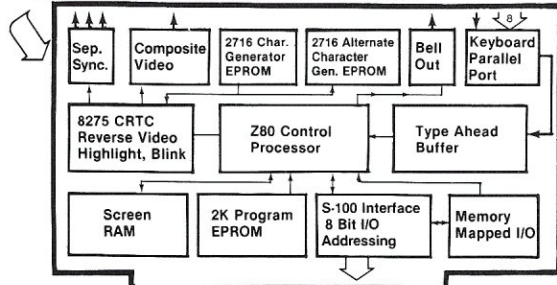 8
Sep.
Sync.
Composite
Video
2716 Char.
Generator
EPROM
2716 Alternate
Character
Gen. EPROM
Bell
Out
Keyboard
Parallel
Port
8275 CRTC
Reverse Video
Highlight, Blink
Z80 Control
Processor
Type Ahead
Buffer
Screen
RAM
2K Program
EPROM
S-100 Interface
8 Bit I/O
Addressing
Memory
Mapped I/O